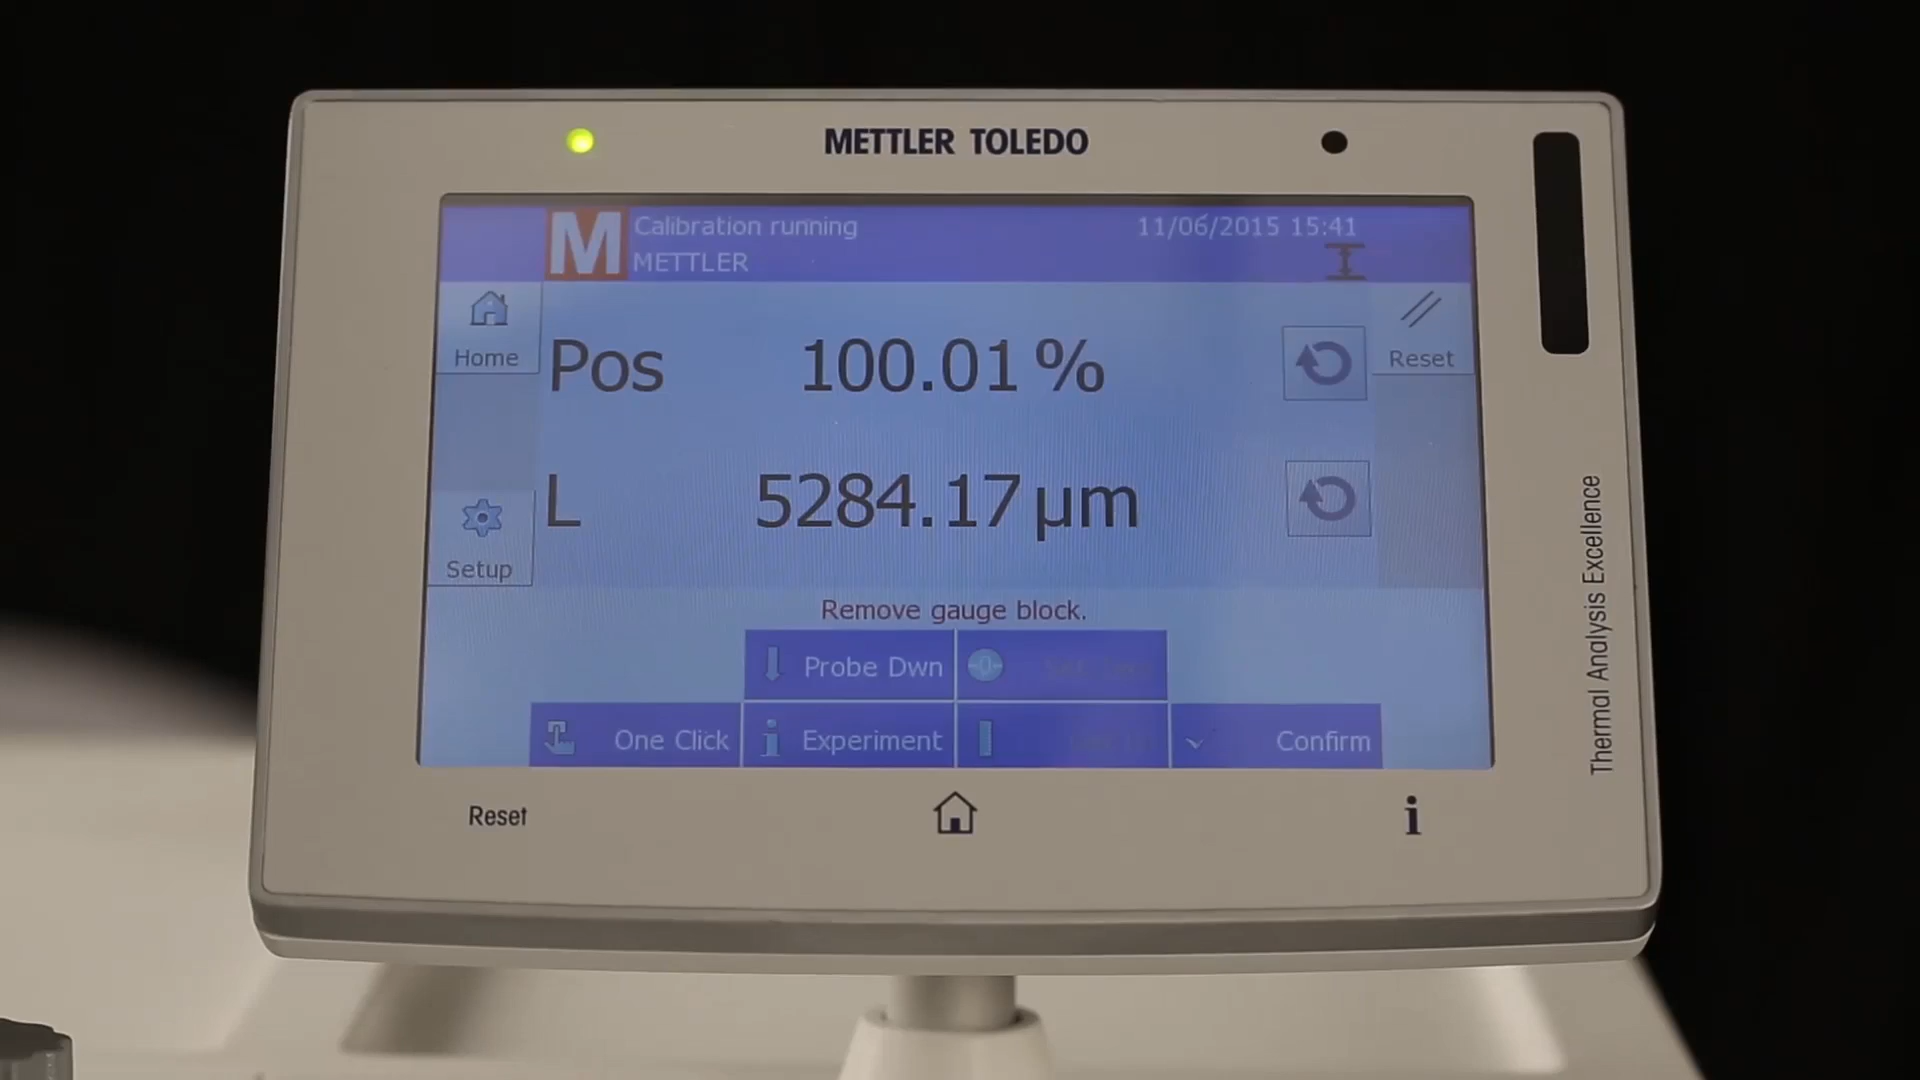 METTLER TOLEDO
M
Calibration running
11/06/2015 15:41
METTLER
Home
Pos 100.01 %
Reset
L 5284.17 µm
Setup
Remove gauge block.
Probe Dwn
One Click
Experiment
Confirm
Reset
i
Thermal Analysis Excellence